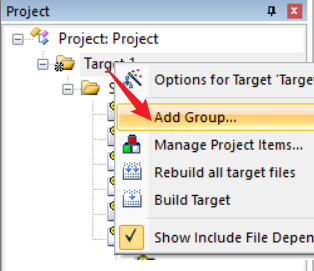 Project
Project: Project
Target 1
S
Options for Target 'Targe
Add Group...
Manage Project Items...
Rebuild all target files
Build Target
Show Include File Depen